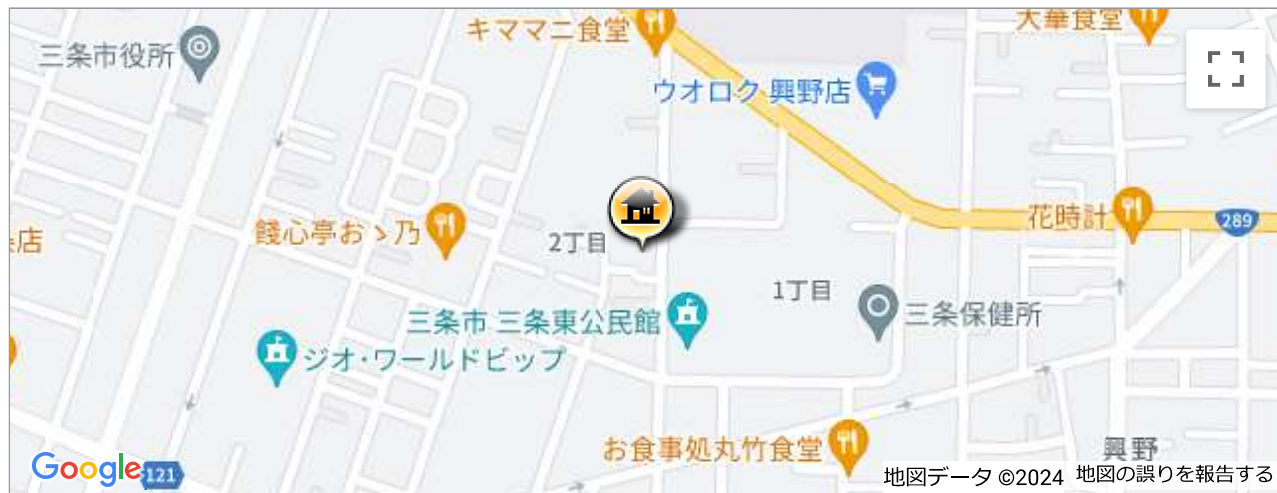 キママニ食堂
大華食堂
三条市役所
ウオロク 興野店
餞心亭おゝ乃
花時計
289
店
2丁目
1丁目
三条市 三条東公民館
三条保健所
ジオ・ワールドビップ
お食事処丸竹食堂
興野
Google
121
地図データ ©2024
地図の誤りを報告する